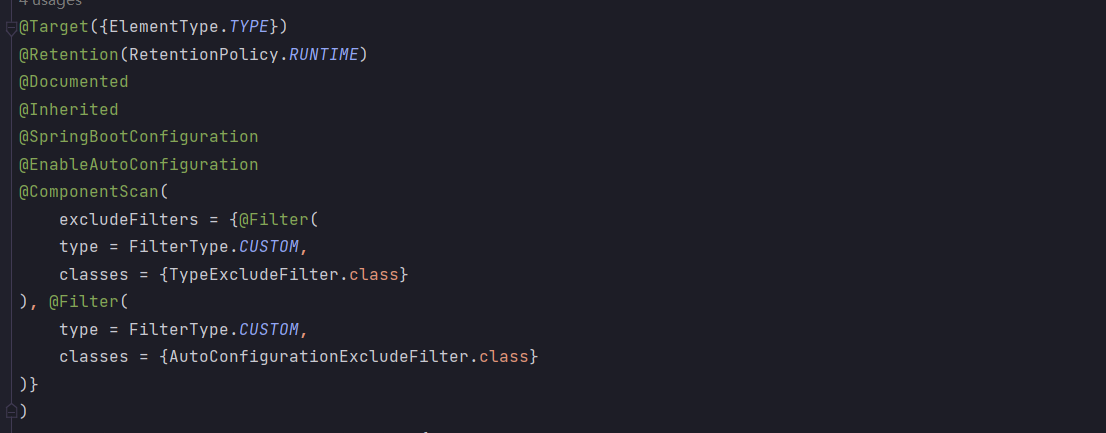 4 usages
@Target({ElementType.TYPE})
@Retention(RetentionPolicy.RUNTIME)
@Documented
@Inherited
@SpringBootConfiguration
@EnableAutoConfiguration
@ComponentScan(
    excludeFilters = {@Filter(
    type = FilterType.CUSTOM,
    classes = {TypeExcludeFilter.class}
), @Filter(
    type = FilterType.CUSTOM,
    classes = {AutoConfigurationExcludeFilter.class}
)}
)